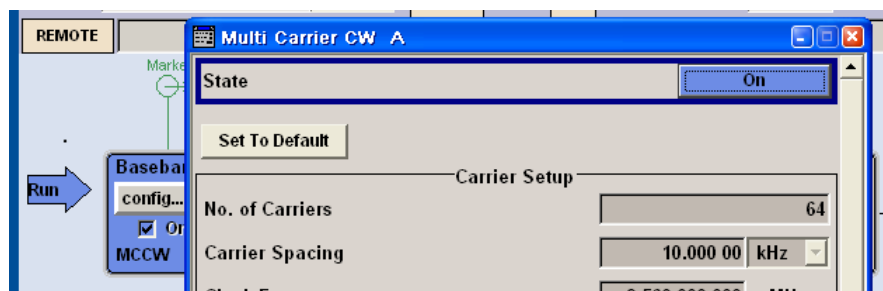 REMOTE
Multi Carrier CW A
Marke
State
On
Set To Default
Baseba
Run
config...
Carrier Setup
No. of Carriers
64
MCCW
Carrier Spacing
10.000 00 kHz